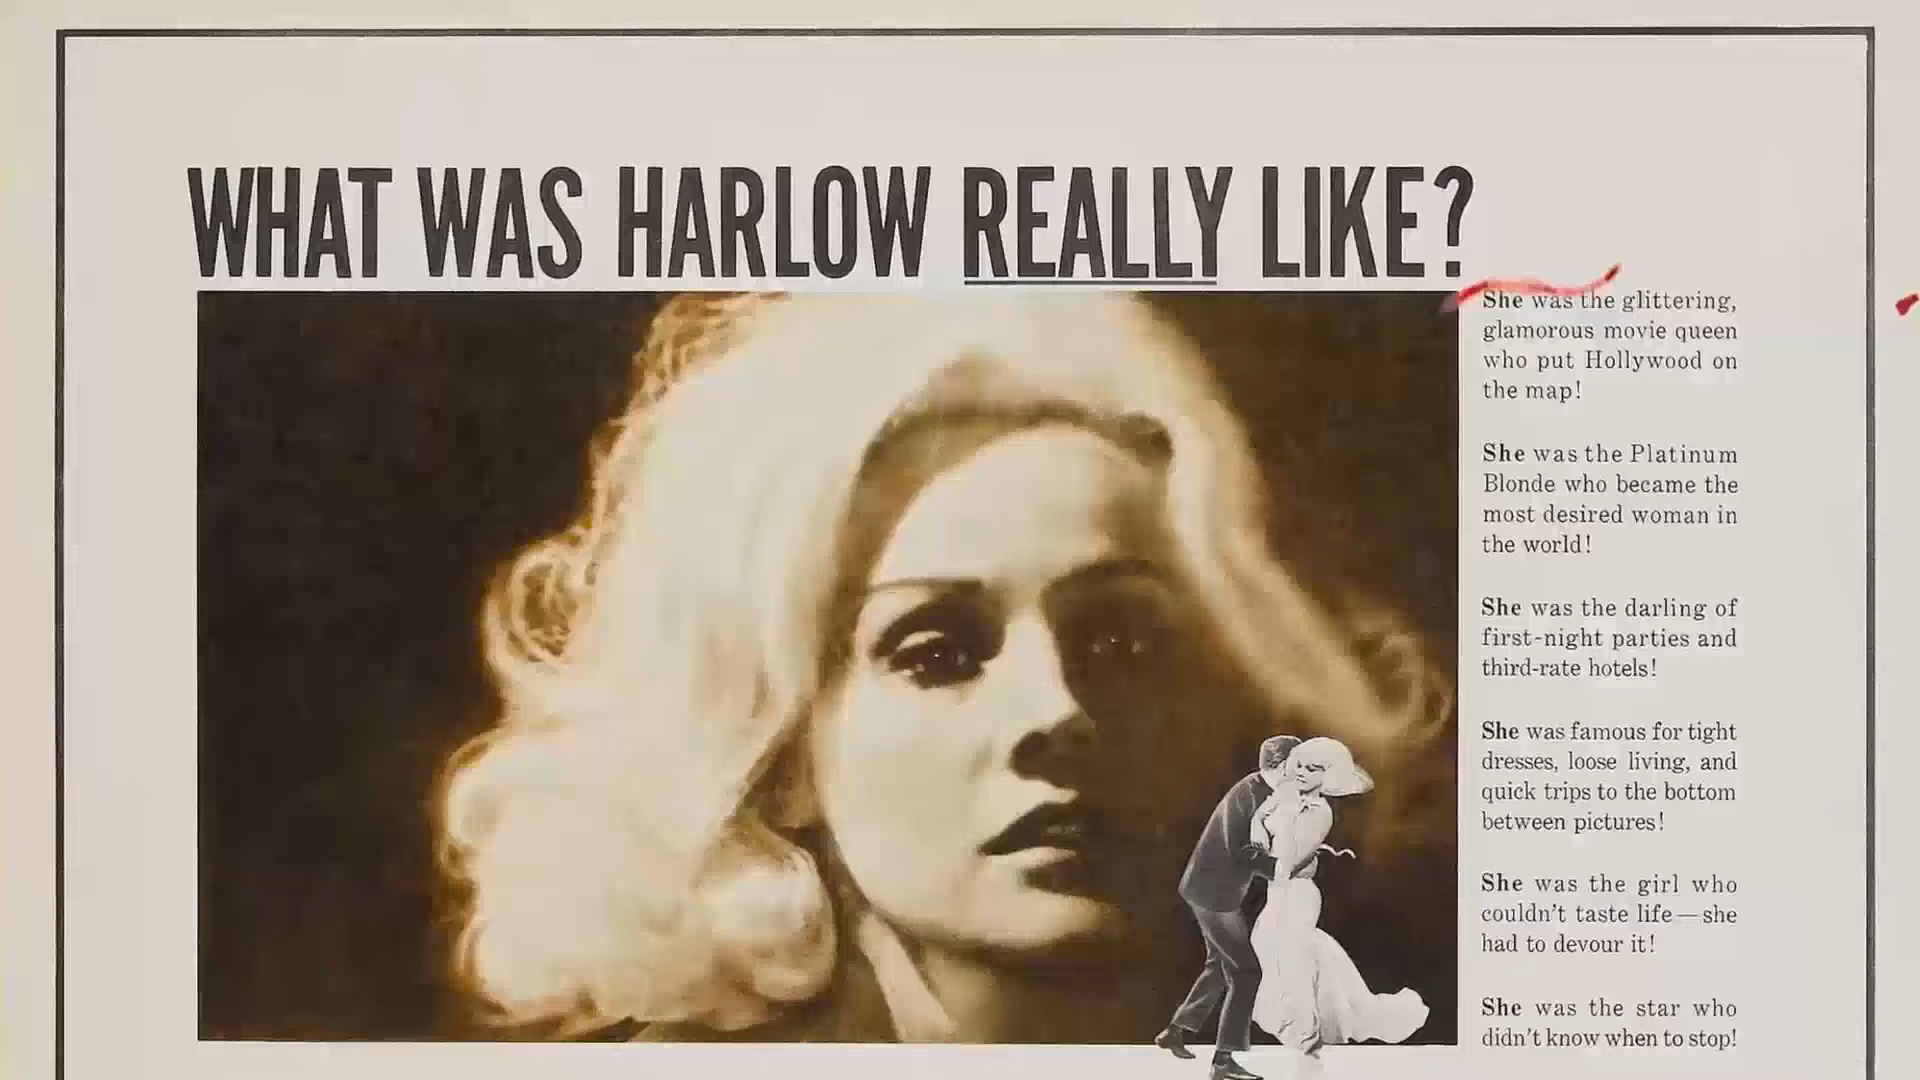 WHAT WAS HARLOW REALLY LIKE?
She was the glittering,
glamorous movie queen
who put Hollywood on
the map!
She was the Platinum
Blonde who became the
most desired woman in
the world!
She was the darling of
first-night parties and
third-rate hotels!
She was famous for tight
dresses, loose living, and
quick trips to the bottom
between pictures!
She was the girl who
couldn't taste life—she
had to devour it!
She was the star who
didn't know when to stop!